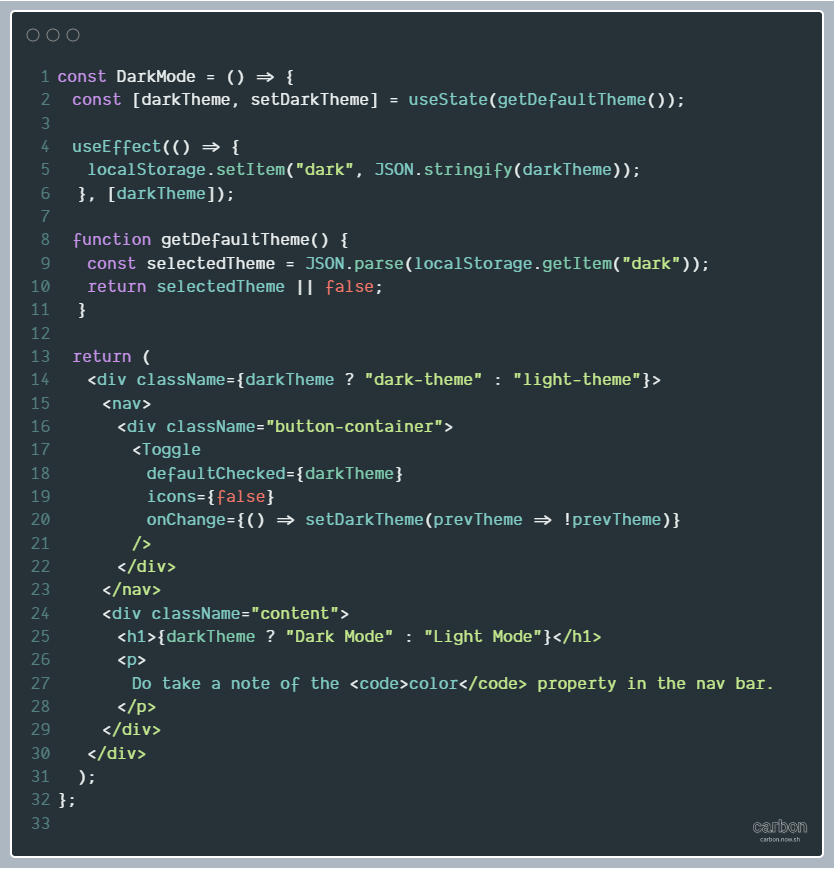 1 const DarkMode = () => {
2 const [darkTheme, setDarkTheme] = useState(getDefaultTheme());
3
4 useEffect(() => {
5 localStorage.setItem("dark", JSON.stringify(darkTheme));
6 }, [darkTheme]);
7
8 function getDefaultTheme() {
9 const selectedTheme = JSON.parse(localStorage.getItem("dark"));
10 return selectedTheme || false;
11 }
12
13 return (
14 <div className={darkTheme ? "dark-theme" : "light-theme"}>
15 <nav>
16 <div className="button-container">
17 <Toggle
18 defaultChecked={darkTheme}
19 icons={false}
20 onChange={() => setDarkTheme(prevTheme => !prevTheme)}
21 />
22 </div>
23 </nav>
24 <div className="content">
25 <h1>{darkTheme ? "Dark Mode" : "Light Mode"}</h1>
26 <p>
27 Do take a note of the <code>color</code> property in the nav bar.
28 </p>
29 </div>
30 </div>
31 );
32 };
33
carbon
carbon.now.sh